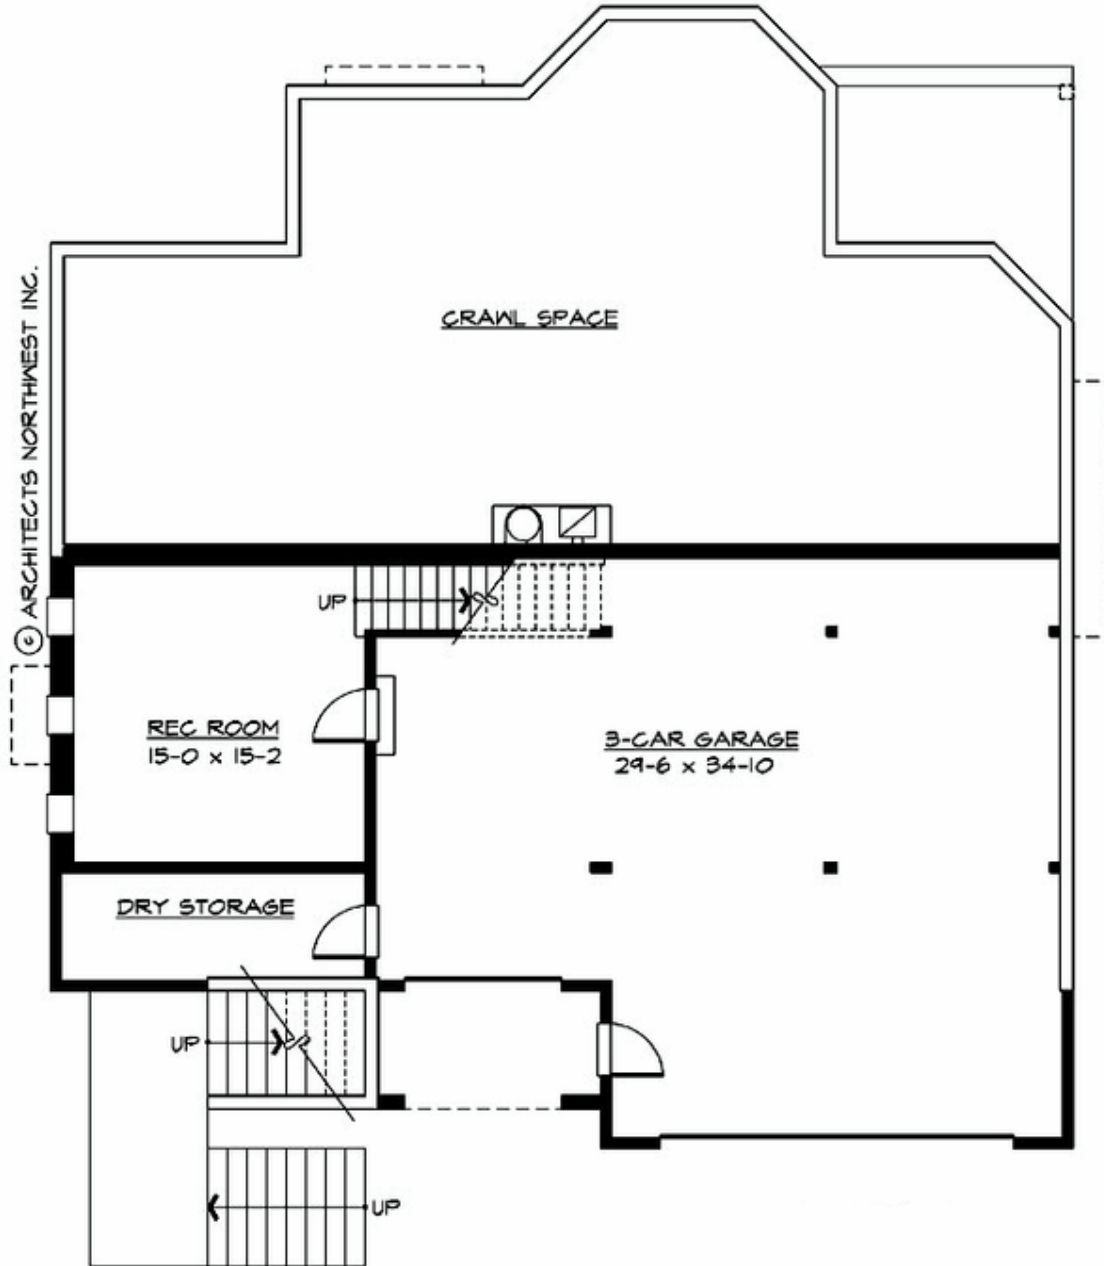 CRAWL SPACE
© ARCHITECTS NORTHWEST INC.
UP
REC ROOM
15-0 x 15-2
3-CAR GARAGE
29-6 x 34-10
DRY STORAGE
UP
UP